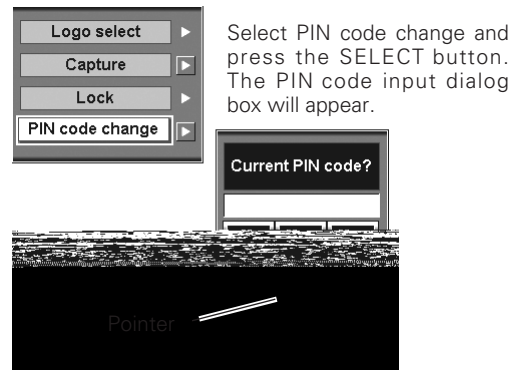 Logo select
Capture
Lock
PIN code change
Select PIN code change and
press the SELECT button.
The PIN code input dialog
box will appear.
Current PIN code?
Pointer